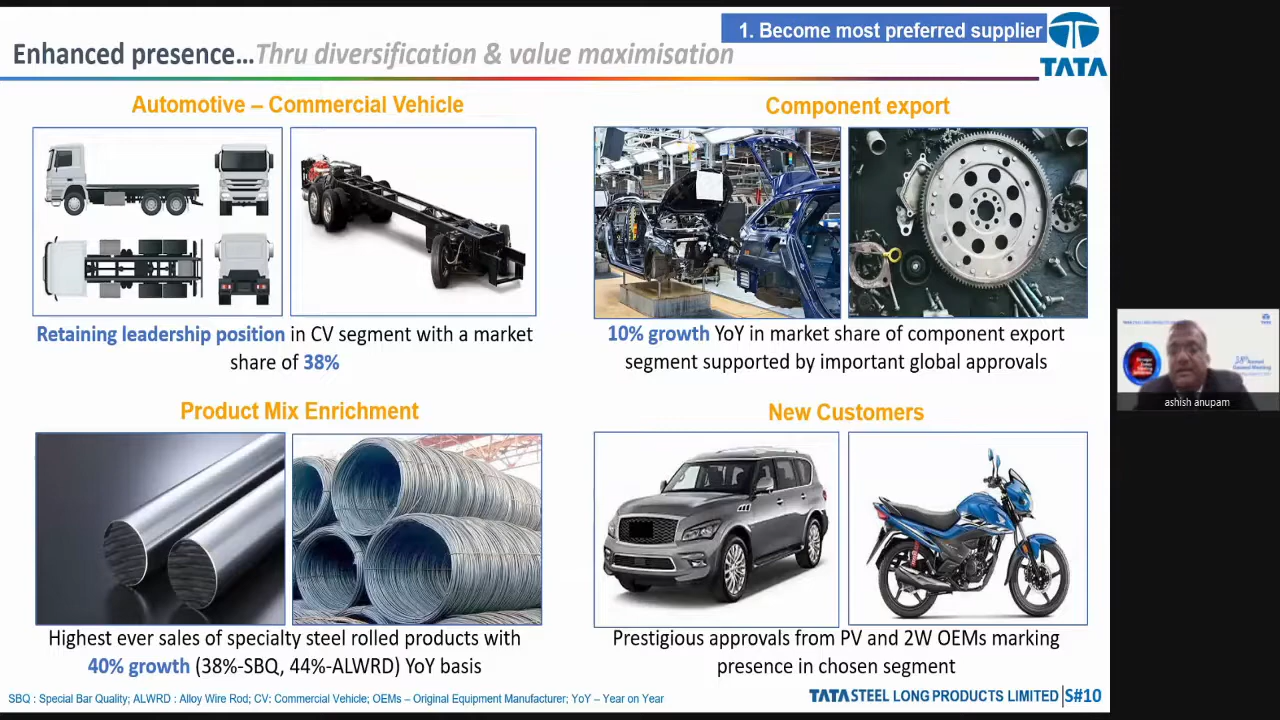 1. Become most preferred supplier
TATA
Enhanced presence...Thru diversification & value maximisation
Automotive – Commercial Vehicle
Retaining leadership position in CV segment with a market
share of 38%
Component export
10% growth YoY in market share of component export
segment supported by important global approvals
Product Mix Enrichment
Highest ever sales of specialty steel rolled products with
40% growth (38%-SBQ, 44%-ALWRD) YoY basis
New Customers
Prestigious approvals from PV and 2W OEMs marking
presence in chosen segment
SBQ : Special Bar Quality; ALWRD : Alloy Wire Rod; CV: Commercial Vehicle; OEMs – Original Equipment Manufacturer; YoY – Year on Year
TATA STEEL LONG PRODUCTS LIMITED | S#10
TATA
Annual
General Meeting
ashish anupam